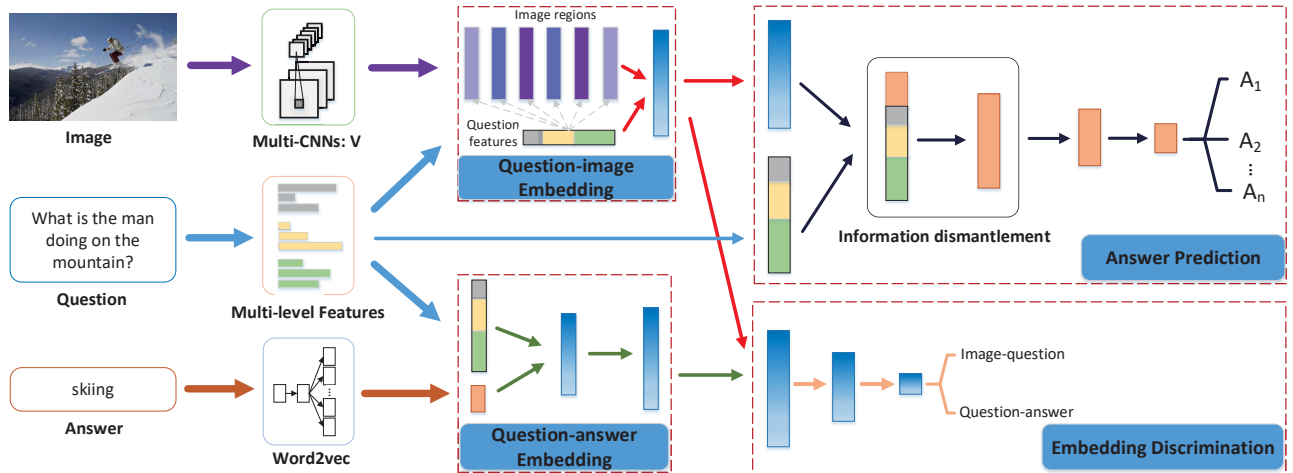 Image
Multi-CNNs: V
Image regions
Question
features
Question-image
Embedding
What is the man
doing on the
mountain?
Question
Multi-level Features
skiing
Answer
Word2vec
Question-answer
Embedding
Information dismantlement
A1
A2
⋮
An
Answer Prediction
Image-question
Question-answer
Embedding Discrimination